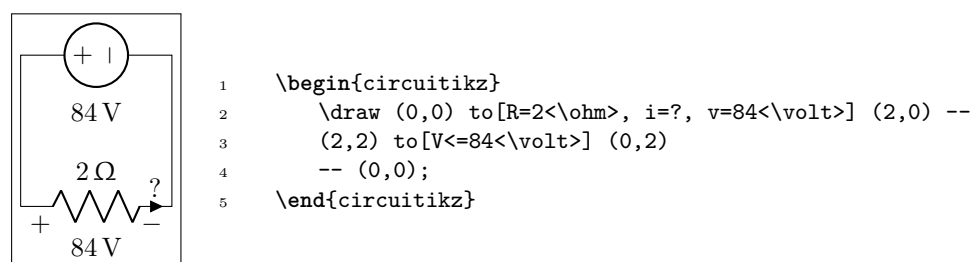 + −
84 V
2 Ω
?
+ −
84 V
1 \begin{circuitikz}
2 \draw (0,0) to[R=2<\ohm>, i=?, v=84<\volt>] (2,0) --
3 (2,2) to[V<=84<\volt>] (0,2)
4 -- (0,0);
5 \end{circuitikz}